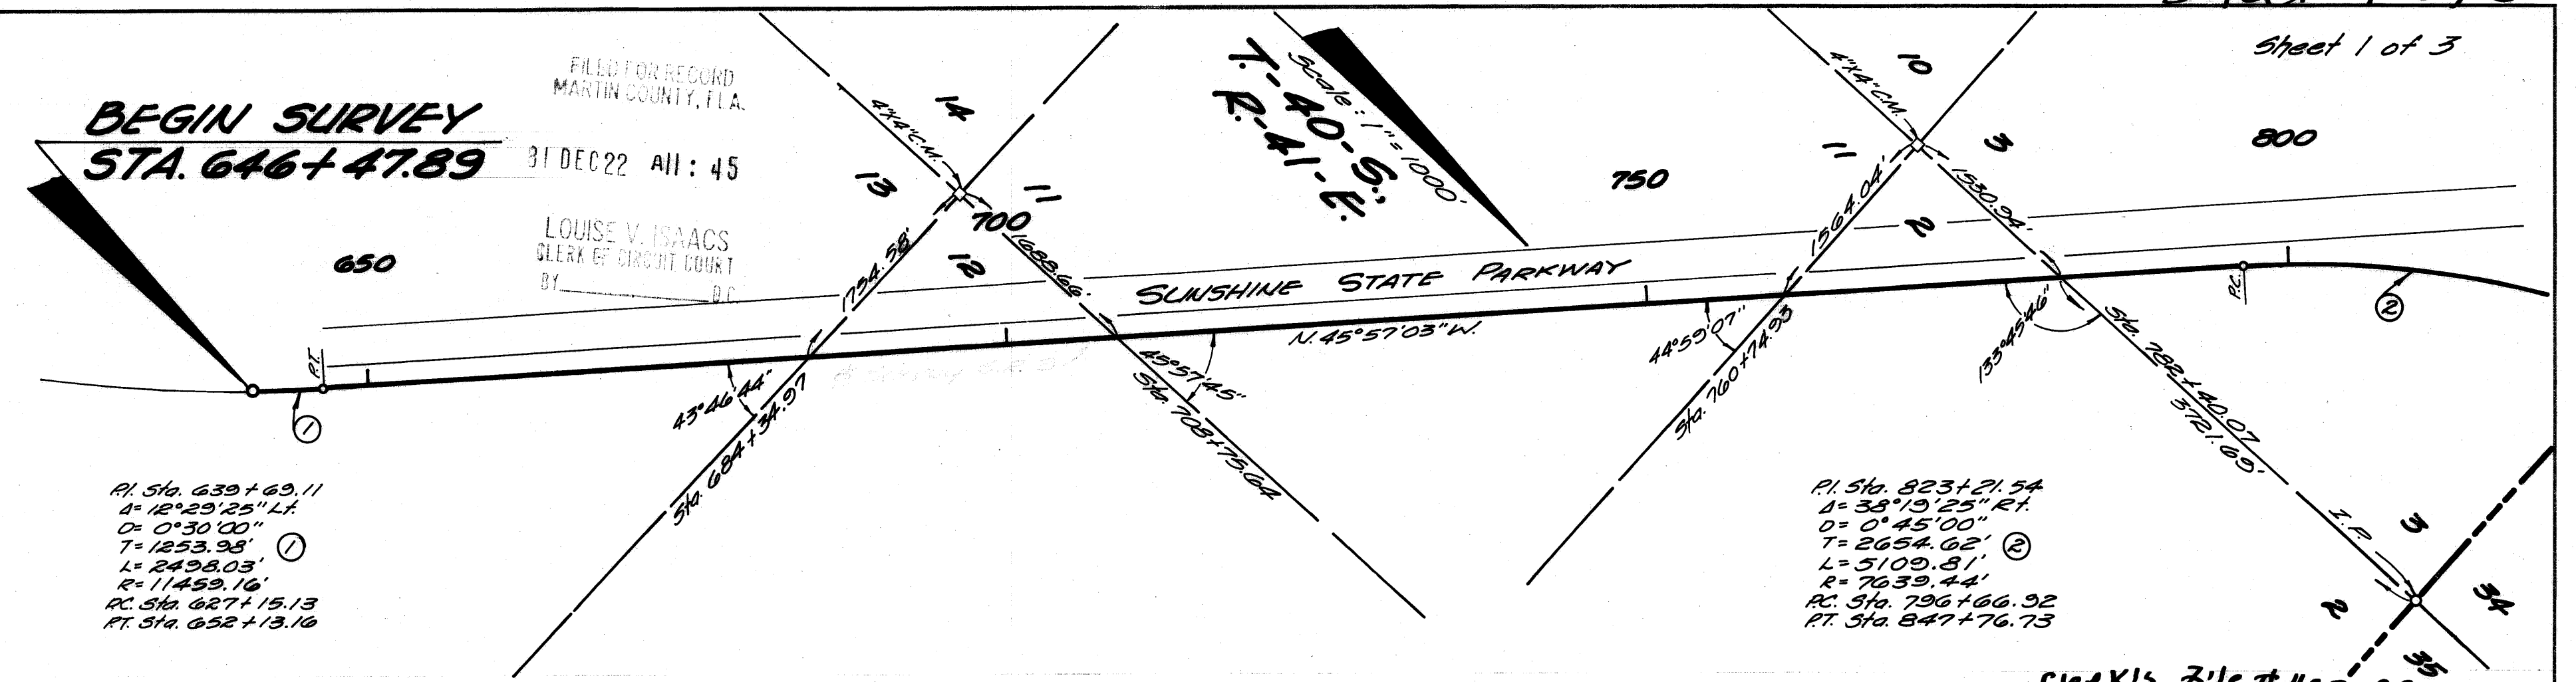 Sheet 1 of 3
BEGIN SURVEY
STA. 646+47.89
FILED FOR RECORD
MARTIN COUNTY, FLA.
81 DEC 22 A11:45
LOUISE V. ISAACS
CLERK OF CIRCUIT COURT
BY____________D.C.
650
P.T.
1
14
13
11
12
4"X4"C.M.
700
1754.58'
1688.66'
43°46'44"
Sta. 684+34.97
45°57'45"
Sta. 708+75.64
T.-40-S.;
R.-41-E.
Scale: 1"=1000'
SUNSHINE STATE PARKWAY
N.45°57'03"W.
750
10
11
3
2
4"X4"C.M.
1564.04'
1530.94'
44°59'07"
Sta. 760+74.93
133°45'46"
Sta. 782+40.07
3721.69'
800
P.C.
2
I.P.
3
34
2
35
P.I. Sta. 639+69.11
Δ=12°29'25" Lt.
D= 0°30'00"
T=1253.98'
L=2498.03'
R=11459.16'
P.C. Sta. 627+15.13
P.T. Sta. 652+13.16
1
P.I. Sta. 823+21.54
Δ=38°19'25" Rt.
D= 0°45'00"
T= 2654.62'
L=5109.81'
R= 7639.44'
P.C. Sta. 796+66.92
P.T. Sta. 847+76.73
2